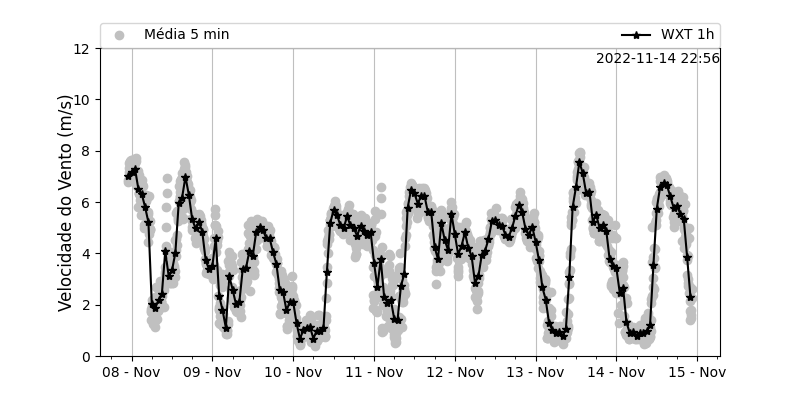 Média 5 min
WXT 1h
2022-11-14 22:56
Velocidade do Vento (m/s)
12
10
8
6
4
2
0
08 - Nov
09 - Nov
10 - Nov
11 - Nov
12 - Nov
13 - Nov
14 - Nov
15 - Nov